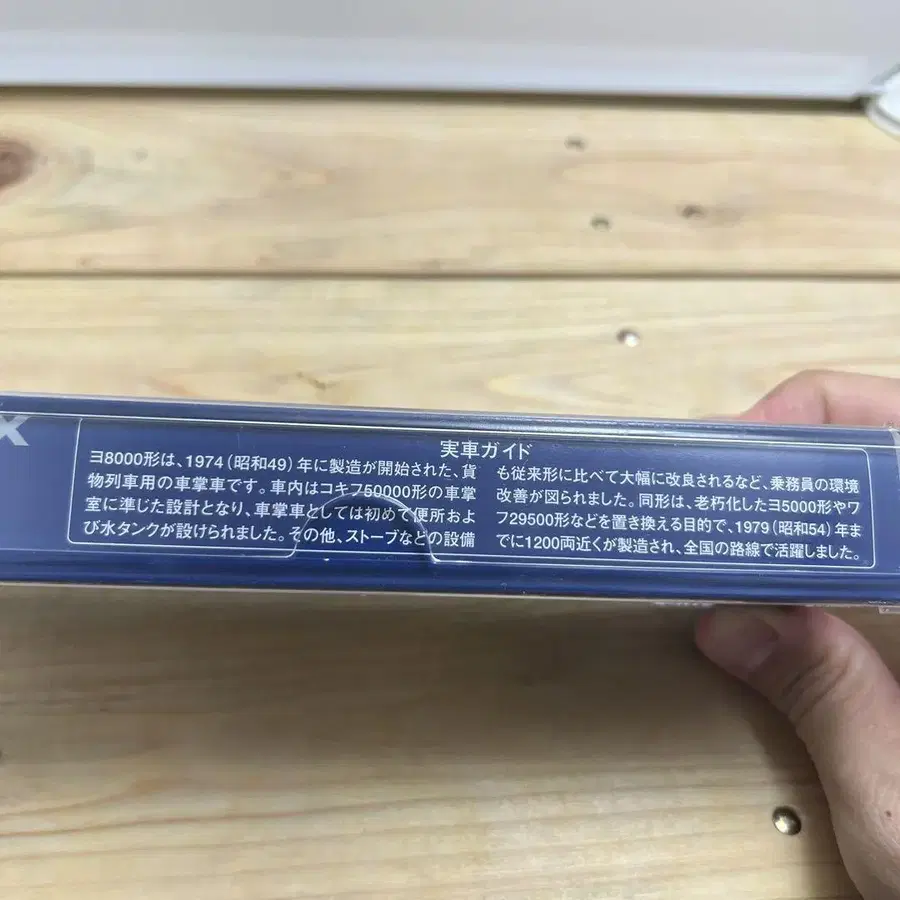 X
実車ガイド
ヨ8000形は、1974(昭和49)年に製造が開始された、貨
物列車用の車掌車です。車内はコキフ50000形の車掌
室に準じた設計となり、車掌車としては初めて便所およ
び水タンクが設けられました。その他、ストーブなどの設備
も従来形に比べて大幅に改良されるなど、乗務員の環境
改善が図られました。同形は、老朽化したヨ5000形やワ
フ29500形などを置き換える目的で、1979(昭和54)年ま
でに1200両近くが製造され、全国の路線で活躍しました。